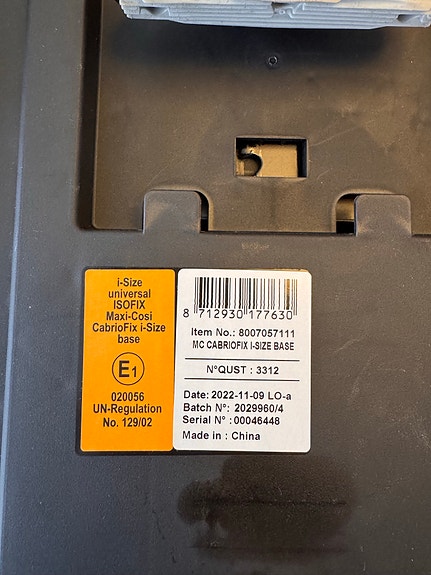 i-Size
universal
ISOFIX
Maxi-Cosi
CabrioFix i-Size
base
E1
020056
UN-Regulation
No. 129/02
8 712930 177630
Item No.: 8007057111
MC CABRIOFIX I-SIZE BASE
N°QUST : 3312
Date: 2022-11-09 LO-a
Batch N°: 2029960/4
Serial N° :00046448
Made in : China